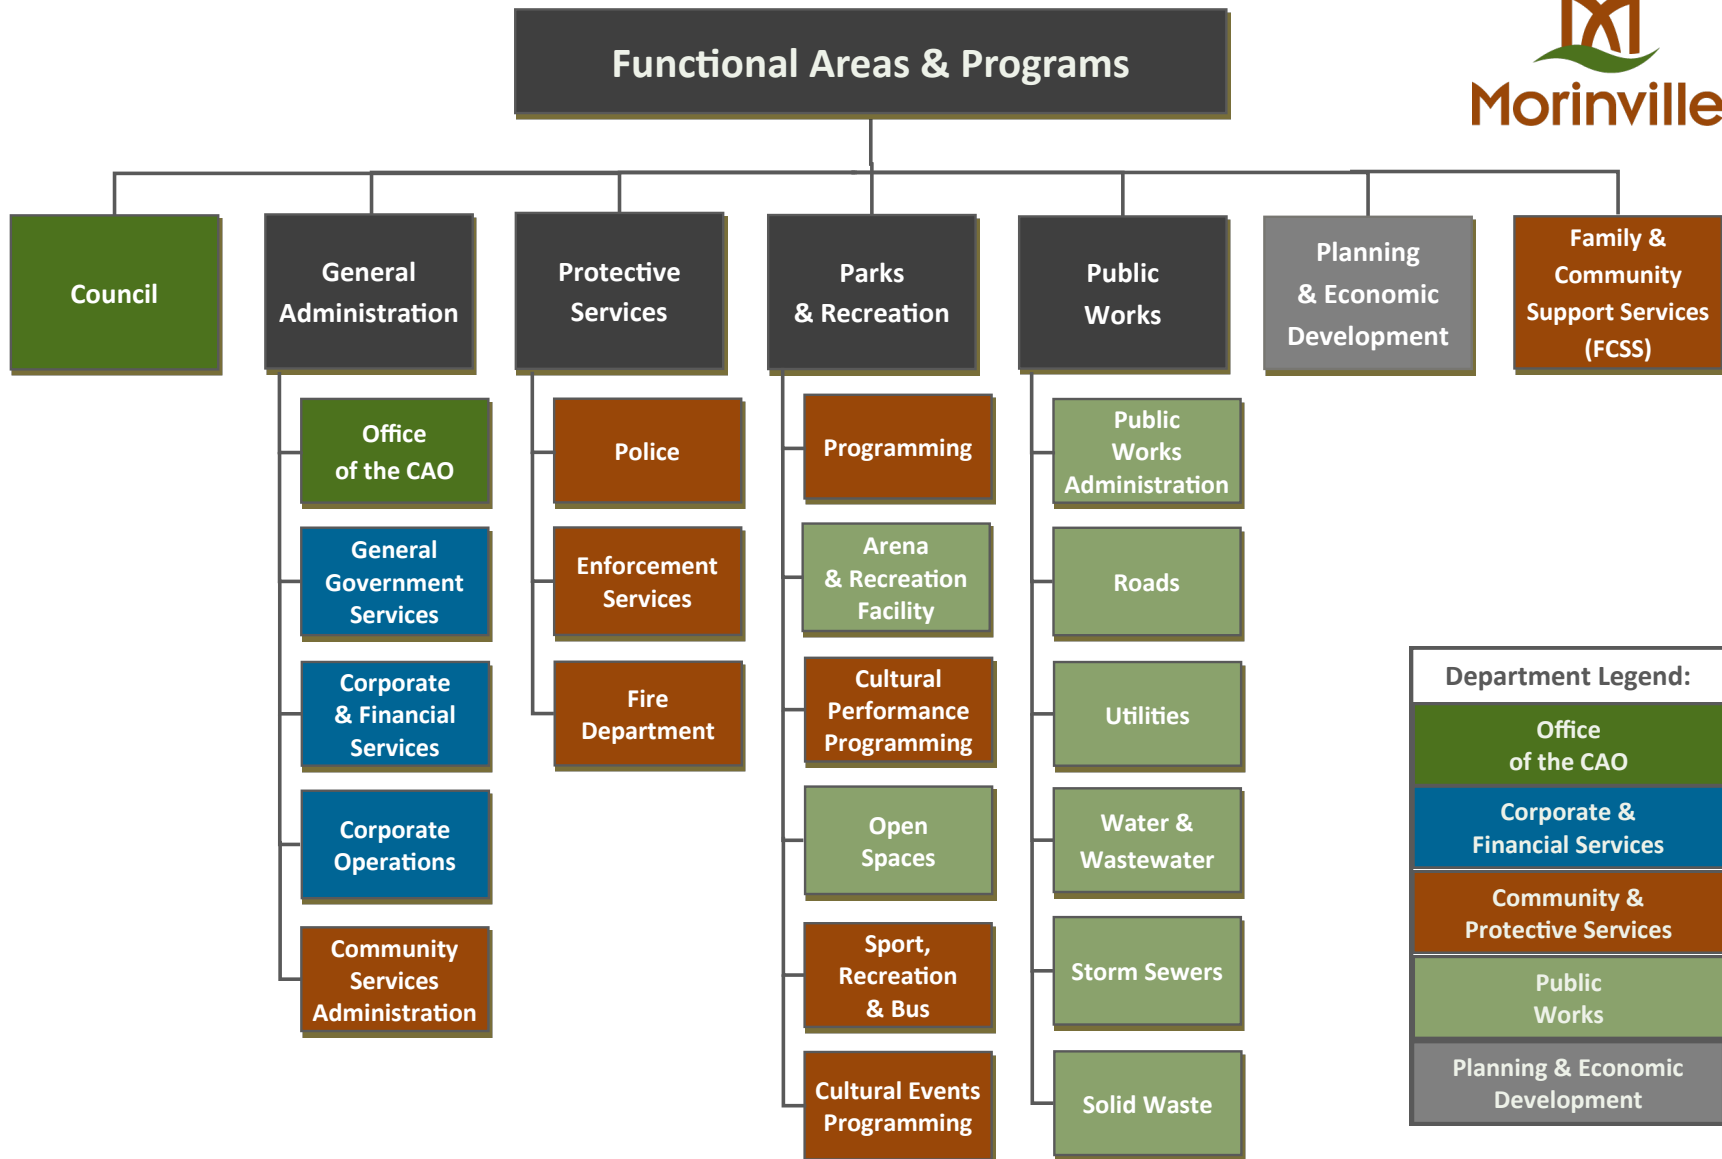 Functional Areas & Programs
Morinville
Council
General
Administration
Protective
Services
Parks
& Recreation
Public
Works
Planning
& Economic
Development
Family &
Community
Support Services
(FCSS)
Office
of the CAO
General
Government
Services
Corporate
& Financial
Services
Corporate
Operations
Community
Services
Administration
Police
Enforcement
Services
Fire
Department
Programming
Arena
& Recreation
Facility
Cultural
Performance
Programming
Open
Spaces
Sport,
Recreation
& Bus
Cultural Events
Programming
Public
Works
Administration
Roads
Utilities
Water &
Wastewater
Storm Sewers
Solid Waste
Department Legend:
Office
of the CAO
Corporate &
Financial Services
Community &
Protective Services
Public
Works
Planning & Economic
Development